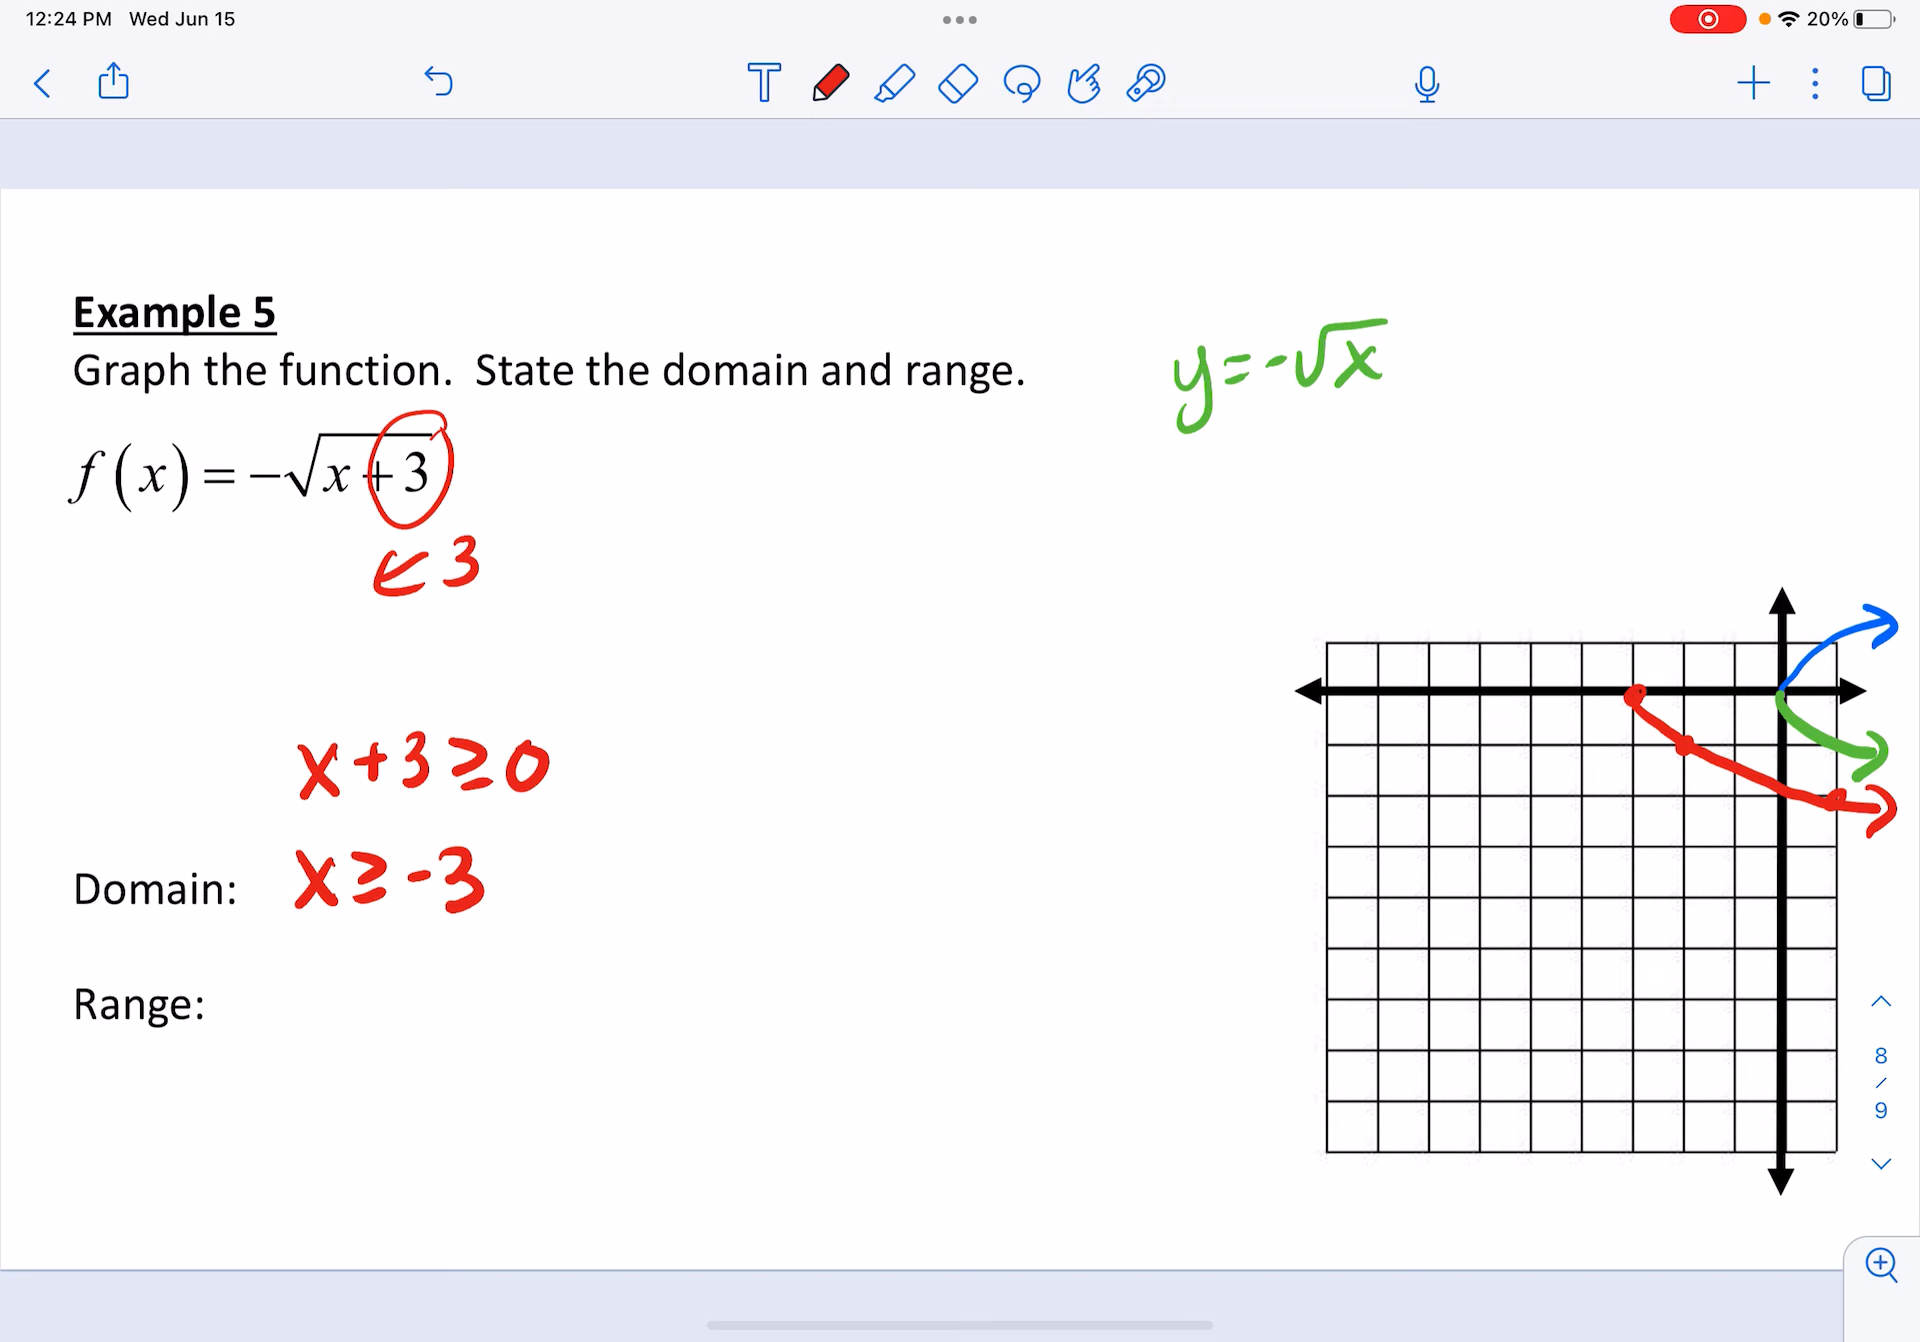 12:24 PM Wed Jun 15
20%
Example 5
Graph the function. State the domain and range.
y=-√x
f(x)=-√x+3
←3
x+3≥0
Domain: x≥-3
Range:
8
/
9